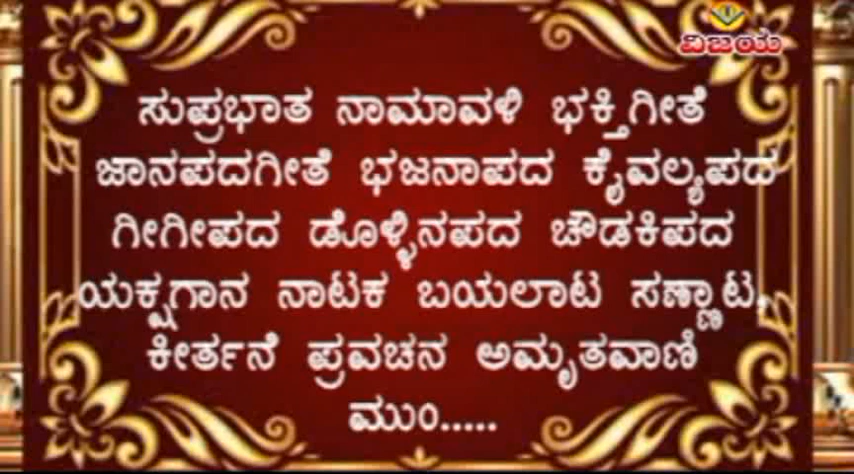 ವಿಜಯ
ಸುಪ್ರಭಾತ ನಾಮಾವಳಿ ಭಕ್ತಿಗೀತೆ
ಜಾನಪದಗೀತೆ ಭಜನಾಪದ ಕೈವಲ್ಯಪದ
ಗೀಗೀಪದ ಡೊಳ್ಳಿನಪದ ಚೌಡಕಿಪದ
ಯಕ್ಷಗಾನ ನಾಟಕ ಬಯಲಾಟ ಸಣ್ಣಾಟ,
ಕೀರ್ತನೆ ಪ್ರವಚನ ಅಮೃತವಾಣಿ
ಮುಂ.....